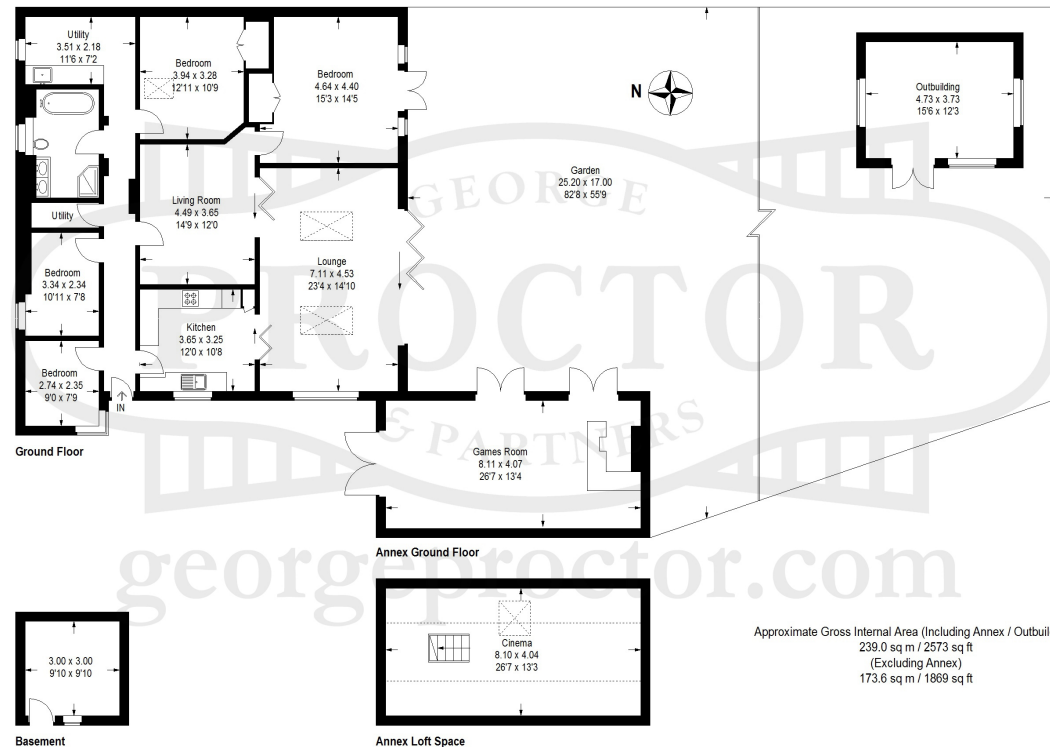 Utility
3.51 x 2.18
11'6 x 7'2
Bedroom
3.94 x 3.28
12'11 x 10'9
Bedroom
4.64 x 4.40
15'3 x 14'5
N
Outbuilding
4.73 x 3.73
15'6 x 12'3
Garden
25.20 x 17.00
82'8 x 55'9
Living Room
4.49 x 3.65
14'9 x 12'0
Utility
Lounge
7.11 x 4.53
23'4 x 14'10
Bedroom
3.34 x 2.34
10'11 x 7'8
Kitchen
3.65 x 3.25
12'0 x 10'8
Bedroom
2.74 x 2.35
9'0 x 7'9
IN
Ground Floor
Games Room
8.11 x 4.07
26'7 x 13'4
Annex Ground Floor
GEORGE
PROCTOR
& PARTNERS
georgeproctor.com
3.00 x 3.00
9'10 x 9'10
Basement
Cinema
8.10 x 4.04
26'7 x 13'3
Annex Loft Space
Approximate Gross Internal Area (Including Annex / Outbuil
239.0 sq m / 2573 sq ft
(Excluding Annex)
173.6 sq m / 1869 sq ft